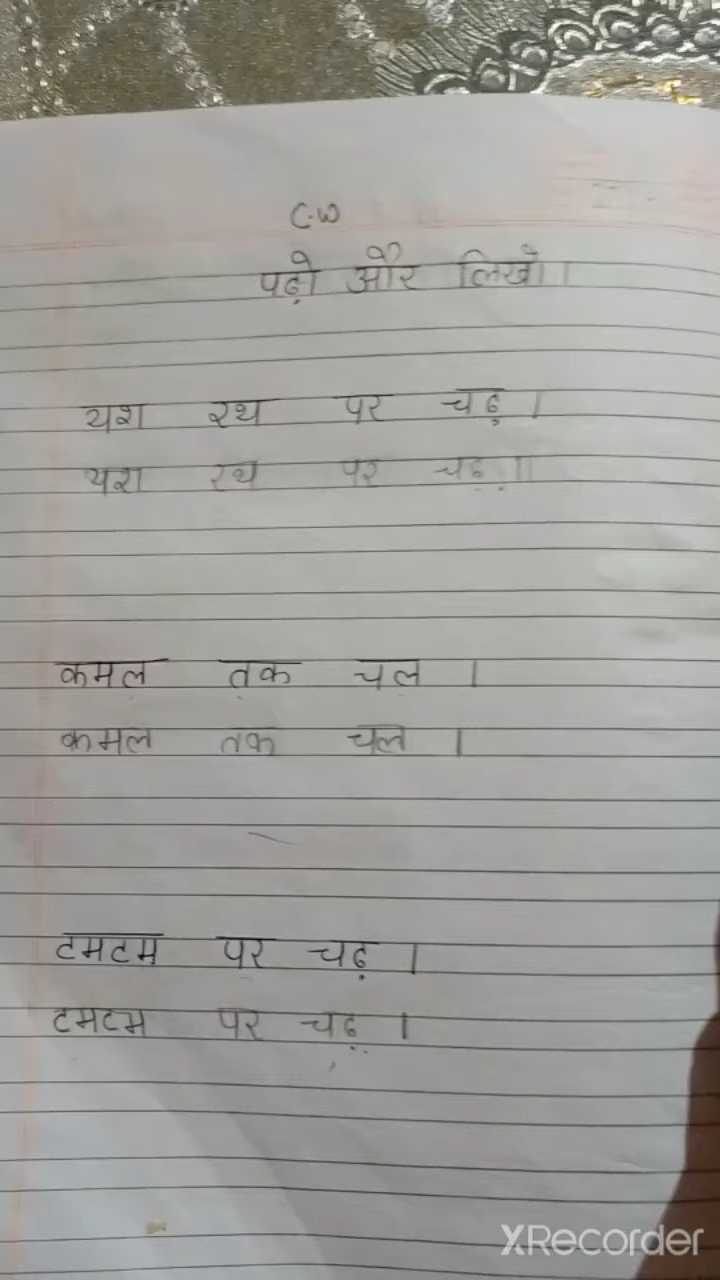 C.W
पढ़ो और लिखो।
यश रथ पर चढ़ ।
यश रथ पर चढ़ ।
कमल तक चल ।
कमल तक चल ।
टमटम पर चढ़ ।
टमटम पर चढ़ ।
XRecorder